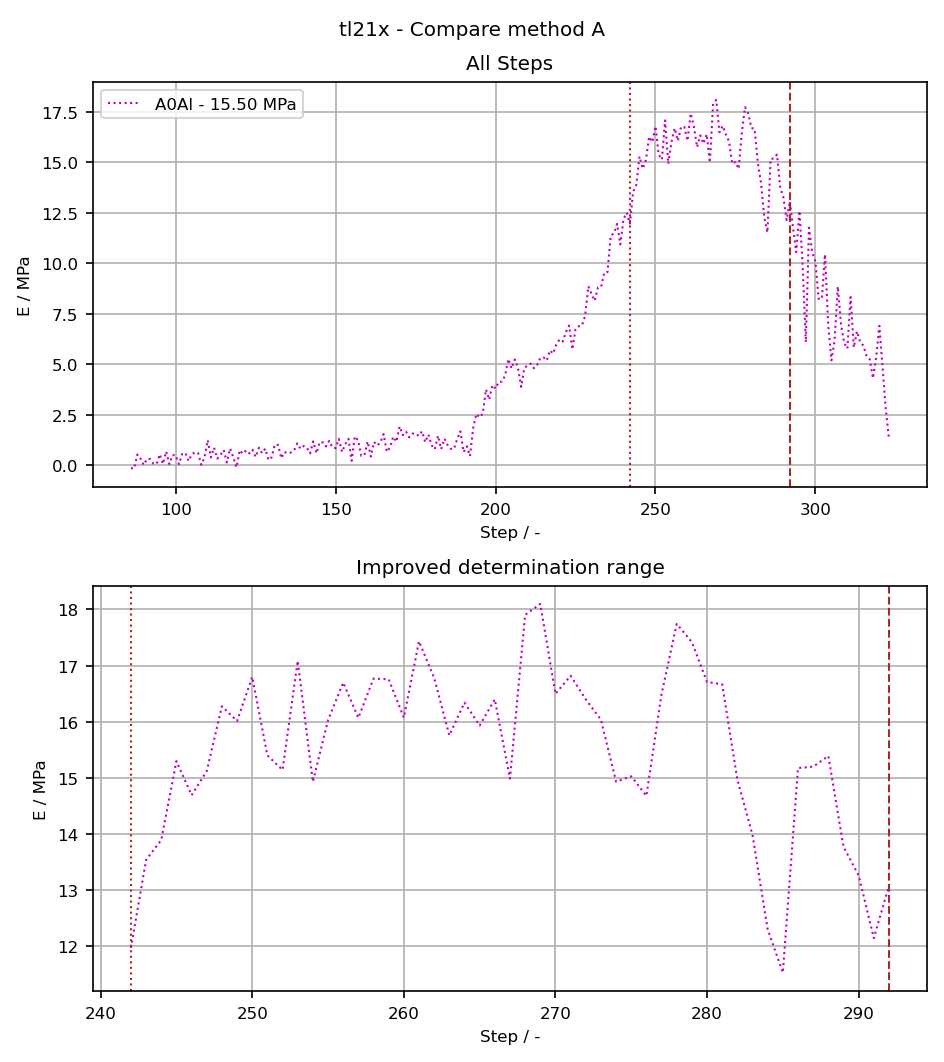 tl21x - Compare method A
All Steps
A0Al - 15.50 MPa
E / MPa
17.5
15.0
12.5
10.0
7.5
5.0
2.5
0.0
100 150 200 250 300
Step / -
Improved determination range
E / MPa
18
17
16
15
14
13
12
240 250 260 270 280 290
Step / -